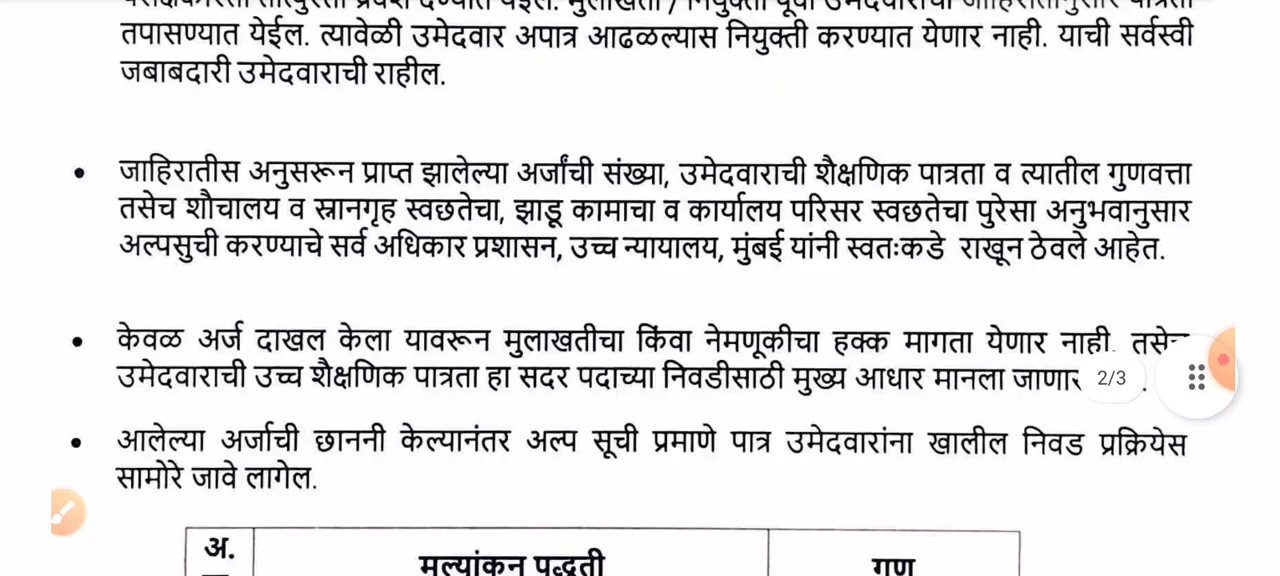 तपासण्यात येईल. त्यावेळी उमेदवार अपात्र आढळल्यास नियुक्ती करण्यात येणार नाही. याची सर्वस्वी
जबाबदारी उमेदवाराची राहील.
• जाहिरातीस अनुसरून प्राप्त झालेल्या अर्जांची संख्या, उमेदवाराची शैक्षणिक पात्रता व त्यातील गुणवत्ता
तसेच शौचालय व स्नानगृह स्वछतेचा, झाडू कामाचा व कार्यालय परिसर स्वछतेचा पुरेसा अनुभवानुसार
अल्पसुची करण्याचे सर्व अधिकार प्रशासन, उच्च न्यायालय, मुंबई यांनी स्वतःकडे राखून ठेवले आहेत.
• केवळ अर्ज दाखल केला यावरून मुलाखतीचा किंवा नेमणूकीचा हक्क मागता येणार नाही. तसेच
उमेदवाराची उच्च शैक्षणिक पात्रता हा सदर पदाच्या निवडीसाठी मुख्य आधार मानला 2/3
• आलेल्या अर्जाची छाननी केल्यानंतर अल्प सूची प्रमाणे पात्र उमेदवारांना खालील निवड प्रक्रियेस
सामोरे जावे लागेल.
अ. मूल्यांकन पद्धती गुण